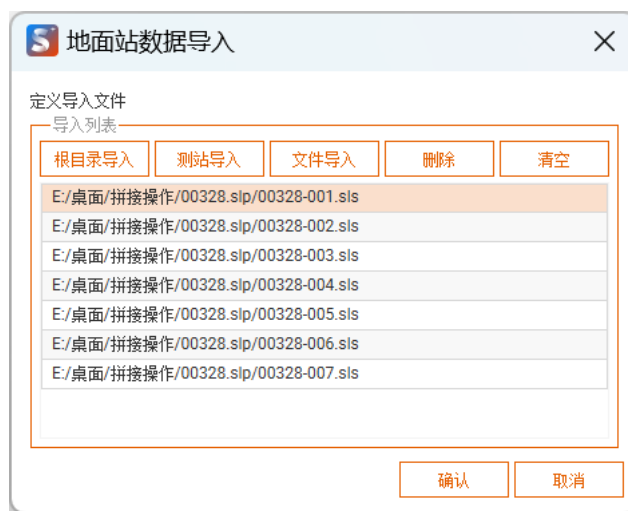 地面站数据导入
定义导入文件
导入列表
根目录导入 测站导入 文件导入 删除 清空
E:/桌面/拼接操作/00328.slp/00328-001.sls
E:/桌面/拼接操作/00328.slp/00328-002.sls
E:/桌面/拼接操作/00328.slp/00328-003.sls
E:/桌面/拼接操作/00328.slp/00328-004.sls
E:/桌面/拼接操作/00328.slp/00328-005.sls
E:/桌面/拼接操作/00328.slp/00328-006.sls
E:/桌面/拼接操作/00328.slp/00328-007.sls
确认 取消